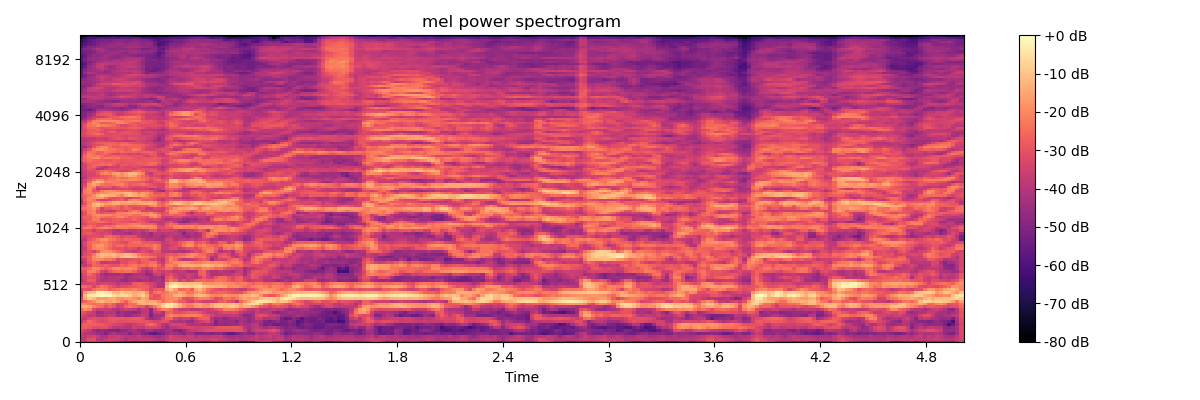 mel power spectrogram
8192
4096
2048
1024
512
0
Hz
0 0.6 1.2 1.8 2.4 3 3.6 4.2 4.8
Time
+0 dB
-10 dB
-20 dB
-30 dB
-40 dB
-50 dB
-60 dB
-70 dB
-80 dB